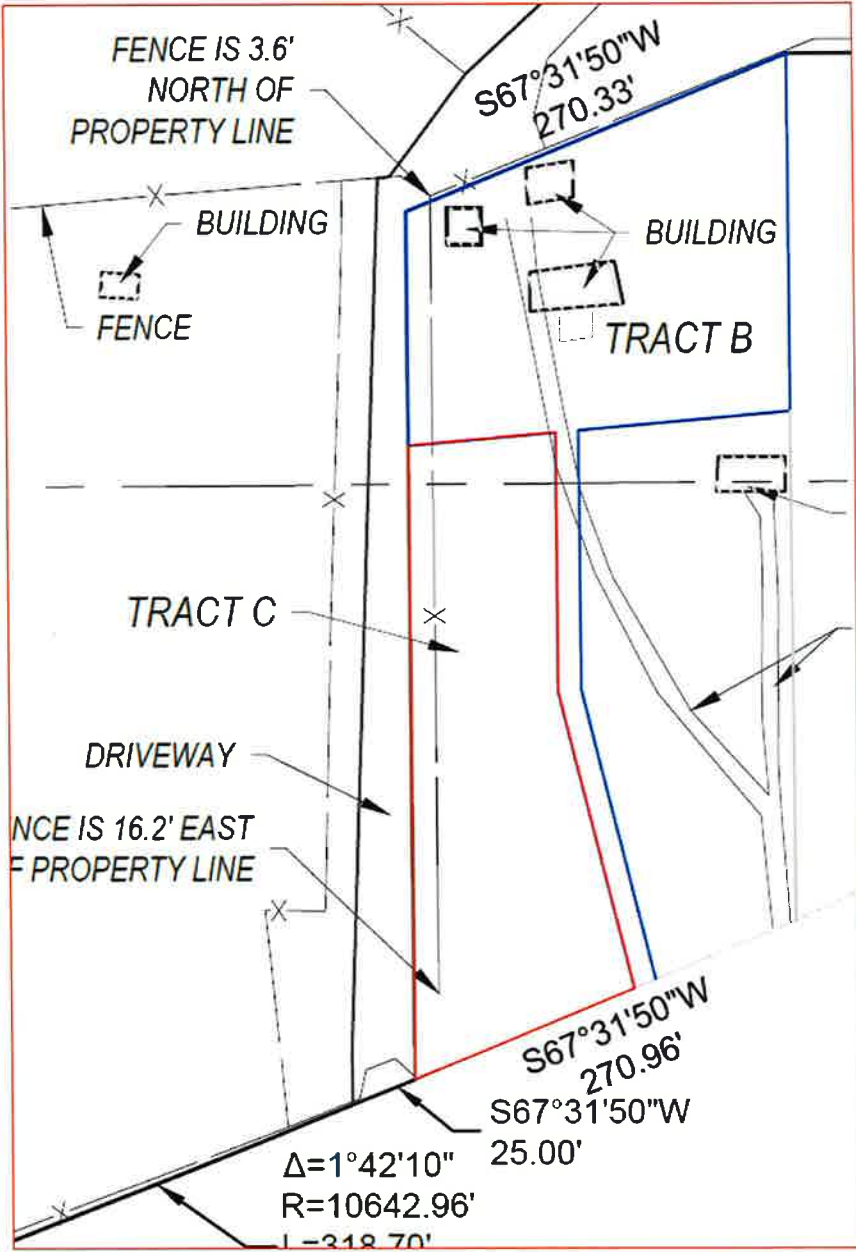 FENCE IS 3.6'
NORTH OF
PROPERTY LINE
S67°31'50"W
270.33'
BUILDING
BUILDING
FENCE
TRACT B
TRACT C
DRIVEWAY
NCE IS 16.2' EAST
F PROPERTY LINE
S67°31'50"W
270.96'
S67°31'50"W
25.00'
Δ=1°42'10"
R=10642.96'
L=318.70'